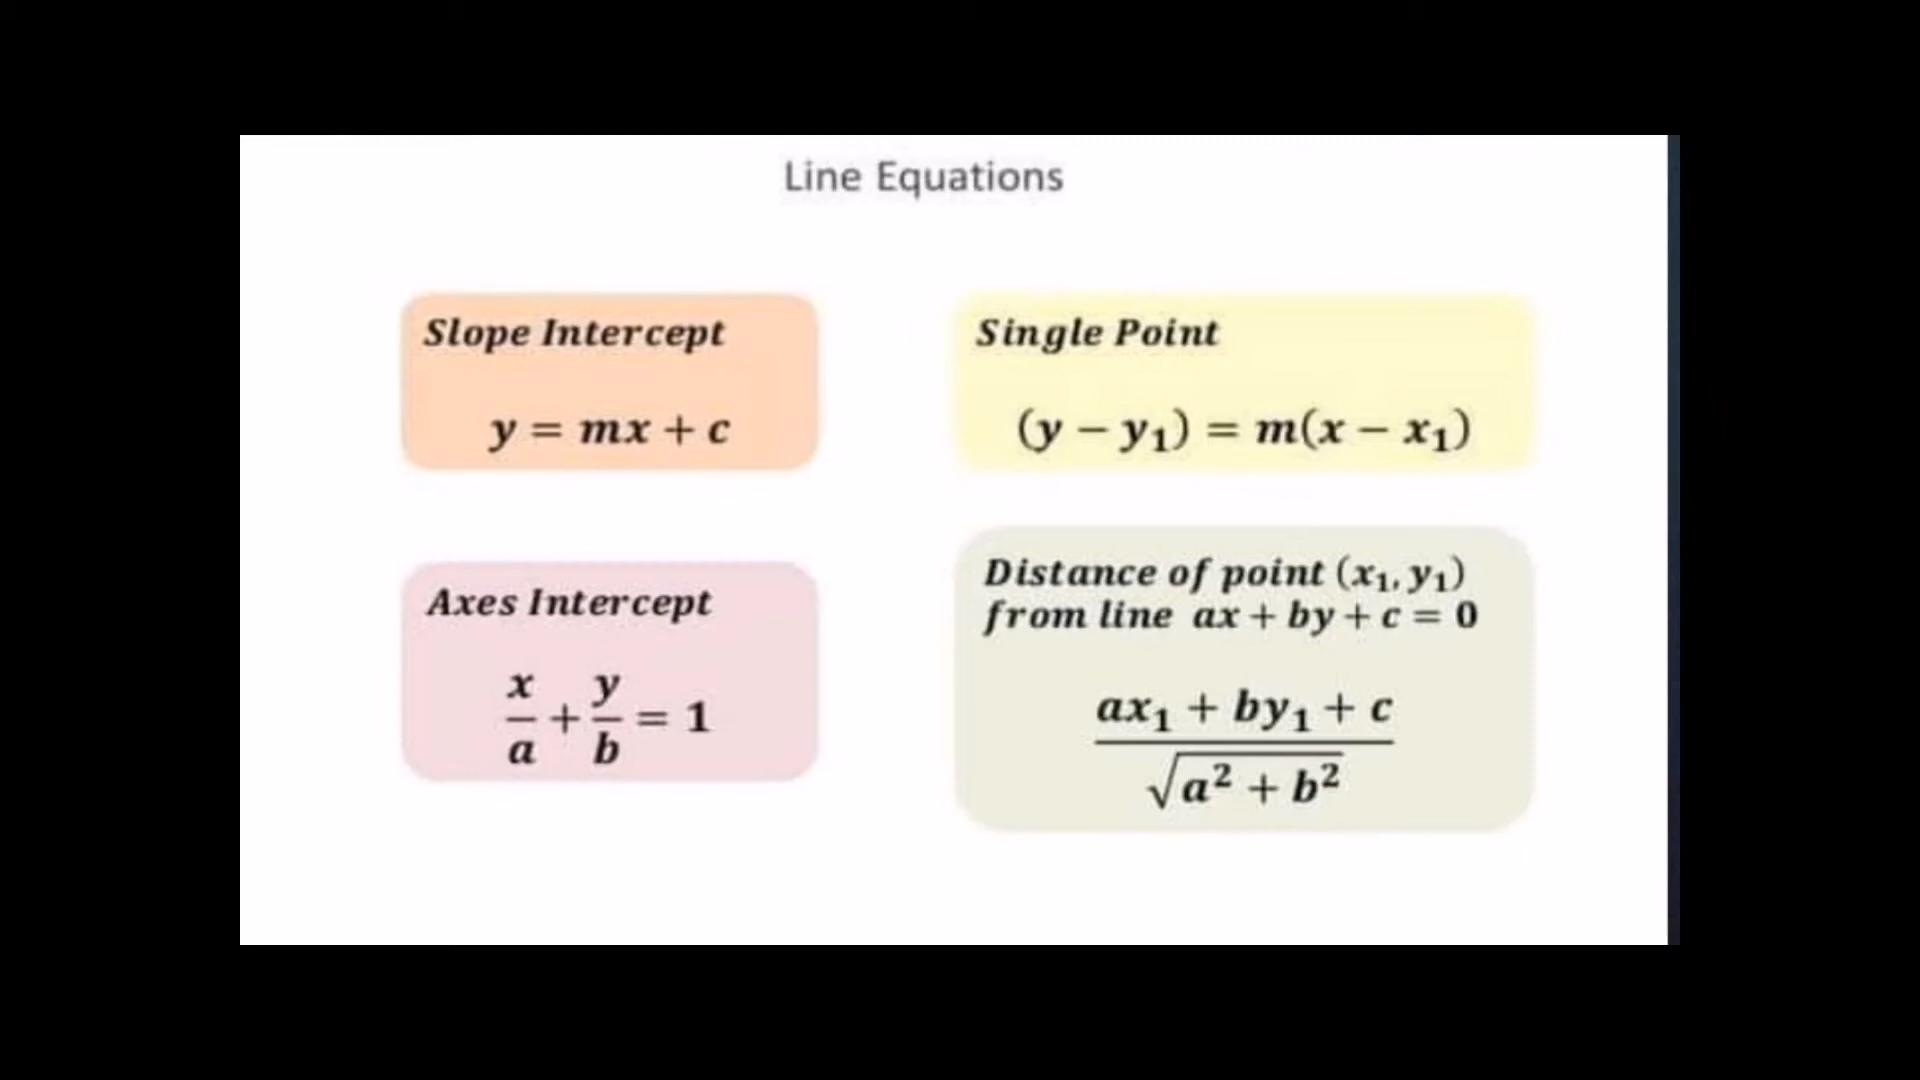 Line Equations
Slope Intercept
y = mx + c
Single Point
(y − y₁) = m(x − x₁)
Axes Intercept
x/a + y/b = 1
Distance of point (x₁, y₁)
from line ax + by + c = 0
(ax₁ + by₁ + c)/√(a² + b²)